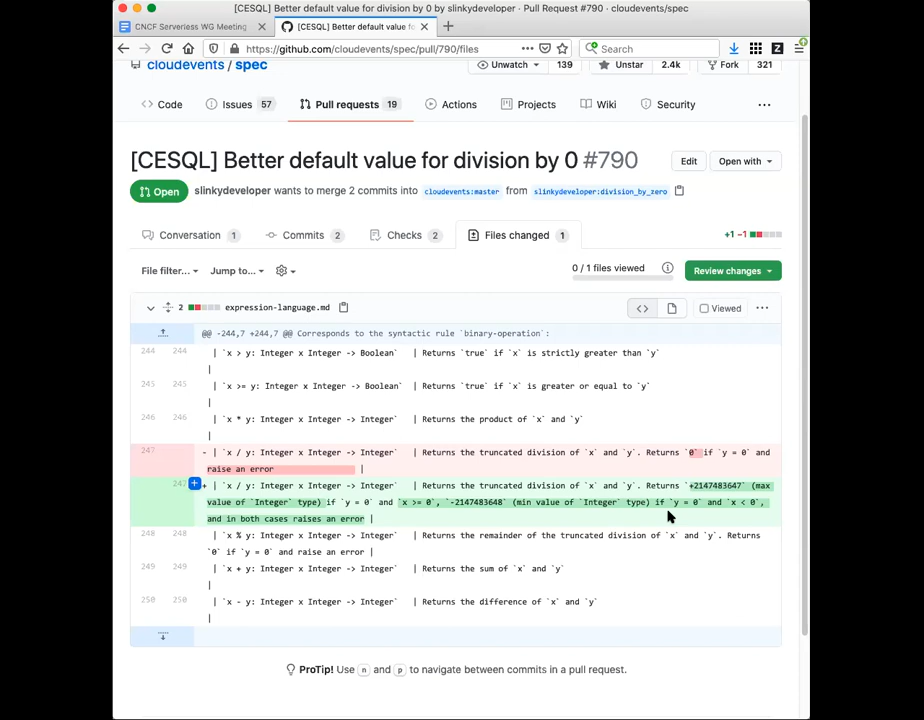 [CESQL] Better default value for division by 0 by slinkydeveloper · Pull Request #790 · cloudevents/spec
CNCF Serverless WG Meeting
[CESQL] Better default value fo
https://github.com/cloudevents/spec/pull/790/files
Search
cloudevents / spec
Unwatch
139
Unstar
2.4k
Fork
321
Code
Issues 57
Pull requests 19
Actions
Projects
Wiki
Security
[CESQL] Better default value for division by 0 #790
Edit
Open with
Open
slinkydeveloper wants to merge 2 commits into cloudevents:master from slinkydeveloper:division_by_zero
Conversation 1
Commits 2
Checks 2
Files changed 1
+1 −1
File filter...
Jump to...
0 / 1 files viewed
Review changes
2
expression-language.md
Viewed
@@ -244,7 +244,7 @@ Corresponds to the syntactic rule `binary-operation`:
244 244 | `x > y: Integer x Integer -> Boolean` | Returns `true` if `x` is strictly greater than `y`
|
245 245 | `x >= y: Integer x Integer -> Boolean` | Returns `true` if `x` is greater or equal to `y`
|
246 246 | `x * y: Integer x Integer -> Integer` | Returns the product of `x` and `y`
|
247 - | `x / y: Integer x Integer -> Integer` | Returns the truncated division of `x` and `y`. Returns `0` if `y = 0` and
raise an error |
247 + | `x / y: Integer x Integer -> Integer` | Returns the truncated division of `x` and `y`. Returns `+2147483647` (max
value of `Integer` type) if `y = 0` and `x >= 0`, `-2147483648` (min value of `Integer` type) if `y = 0` and `x < 0`,
and in both cases raises an error |
248 248 | `x % y: Integer x Integer -> Integer` | Returns the remainder of the truncated division of `x` and `y`. Returns
`0` if `y = 0` and raise an error |
249 249 | `x + y: Integer x Integer -> Integer` | Returns the sum of `x` and `y`
|
250 250 | `x - y: Integer x Integer -> Integer` | Returns the difference of `x` and `y`
|
ProTip! Use n and p to navigate between commits in a pull request.